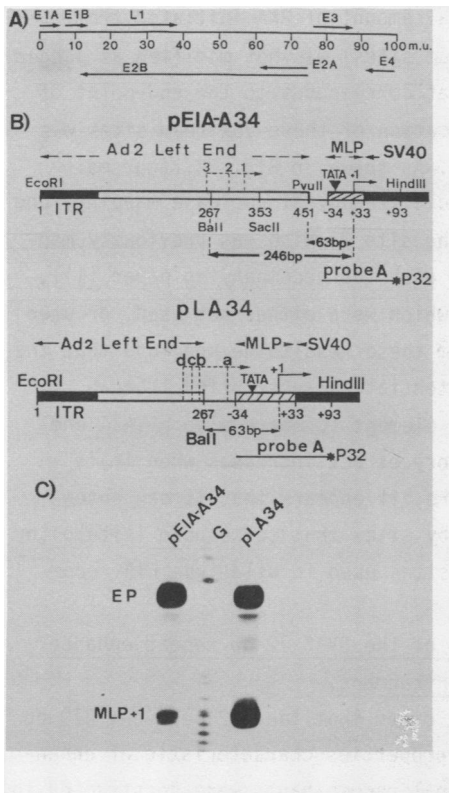 A) E1A E1B L1 E3
0 10 20 30 40 50 60 70 80 90 100 m.u.
E2B E2A E4
pEIA-A34
B) Ad2 Left End MLP SV40
3 2 1
EcoRI PvuII TATA +1 HindIII
1 ITR 267 353 451 -34 +33 +93
BalI SacII 63bp
246bp
probe A P32
pLA34
Ad2 Left End MLP SV40
dcb a
EcoRI TATA +1 HindIII
1 ITR 267 -34 +33 +93
BalI 63bp
probe A P32
C)
pEIA-A34 G pLA34
EP
MLP+1